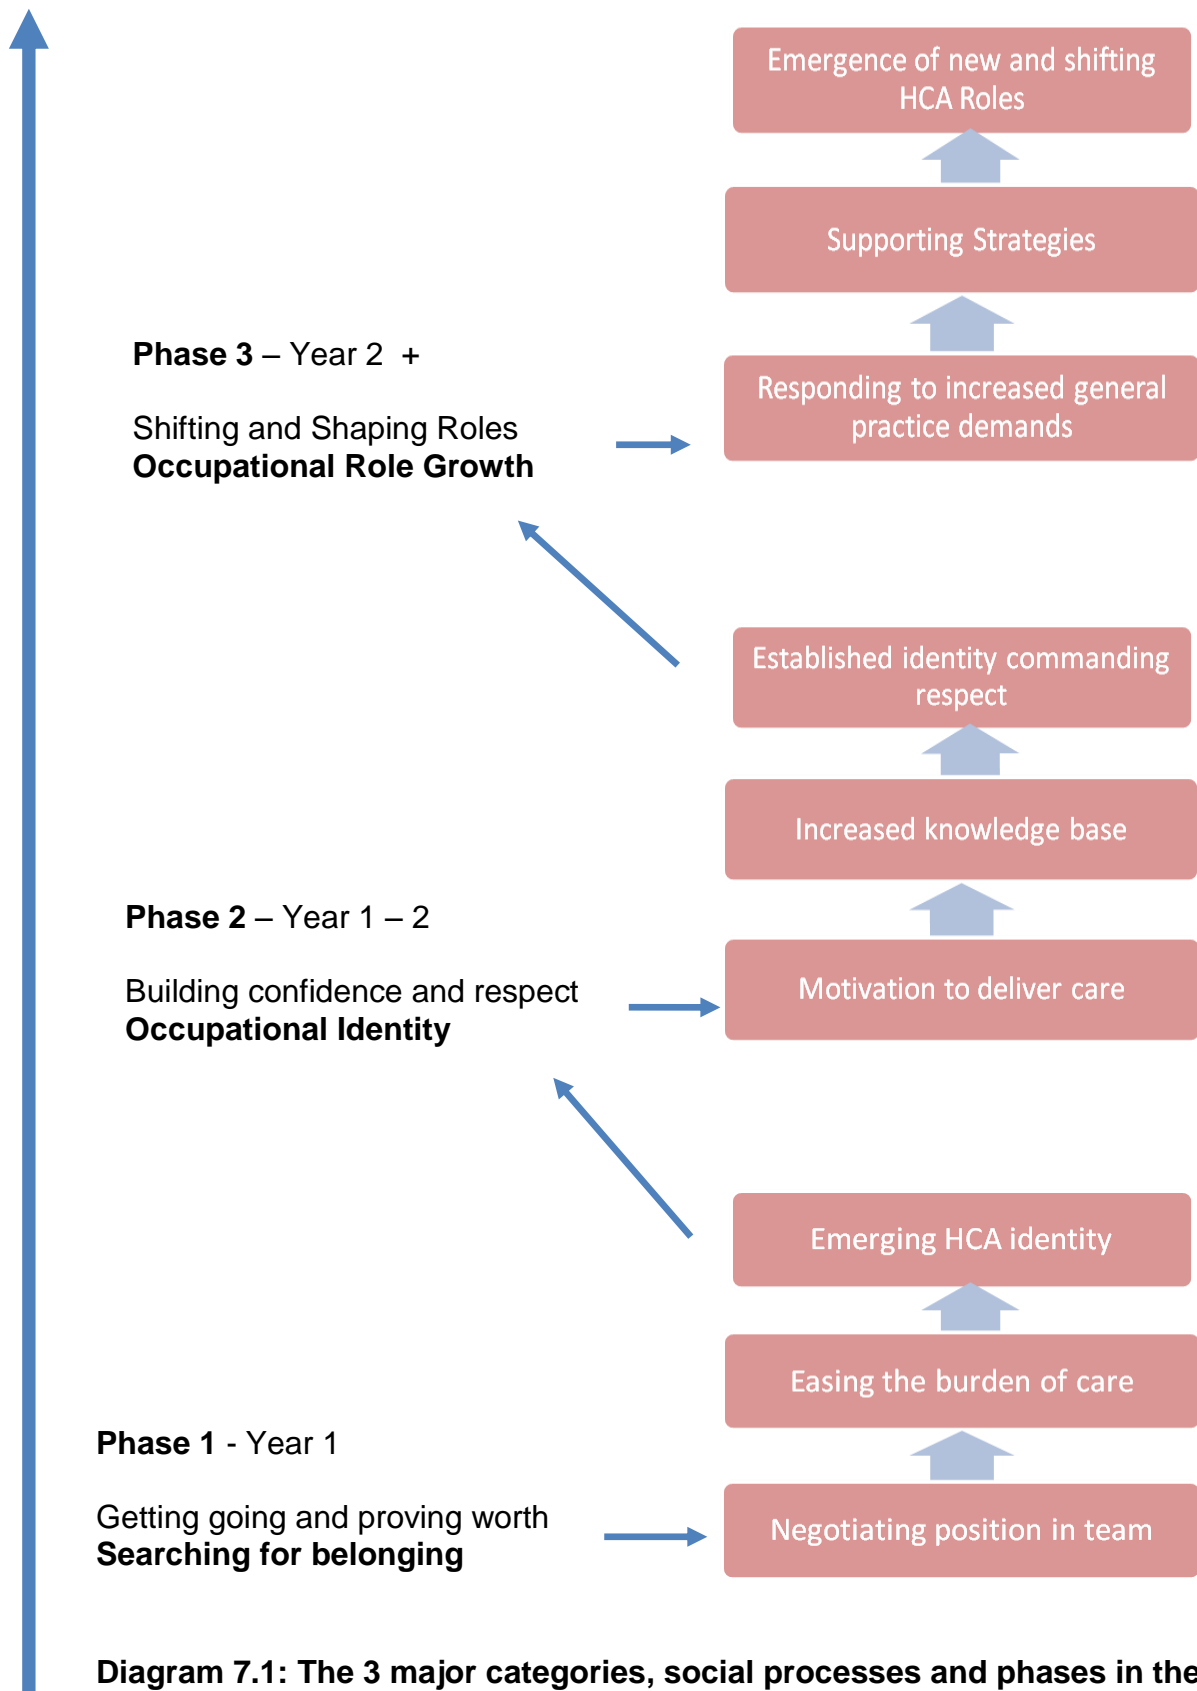 Emergence of new and shifting
HCA Roles
Supporting Strategies
Phase 3 – Year 2 +
Shifting and Shaping Roles
Occupational Role Growth
Responding to increased general
practice demands
Established identity commanding
respect
Increased knowledge base
Phase 2 – Year 1 – 2
Building confidence and respect
Occupational Identity
Motivation to deliver care
Emerging HCA identity
Easing the burden of care
Phase 1 - Year 1
Getting going and proving worth
Searching for belonging
Negotiating position in team
Diagram 7.1: The 3 major categories, social processes and phases in the